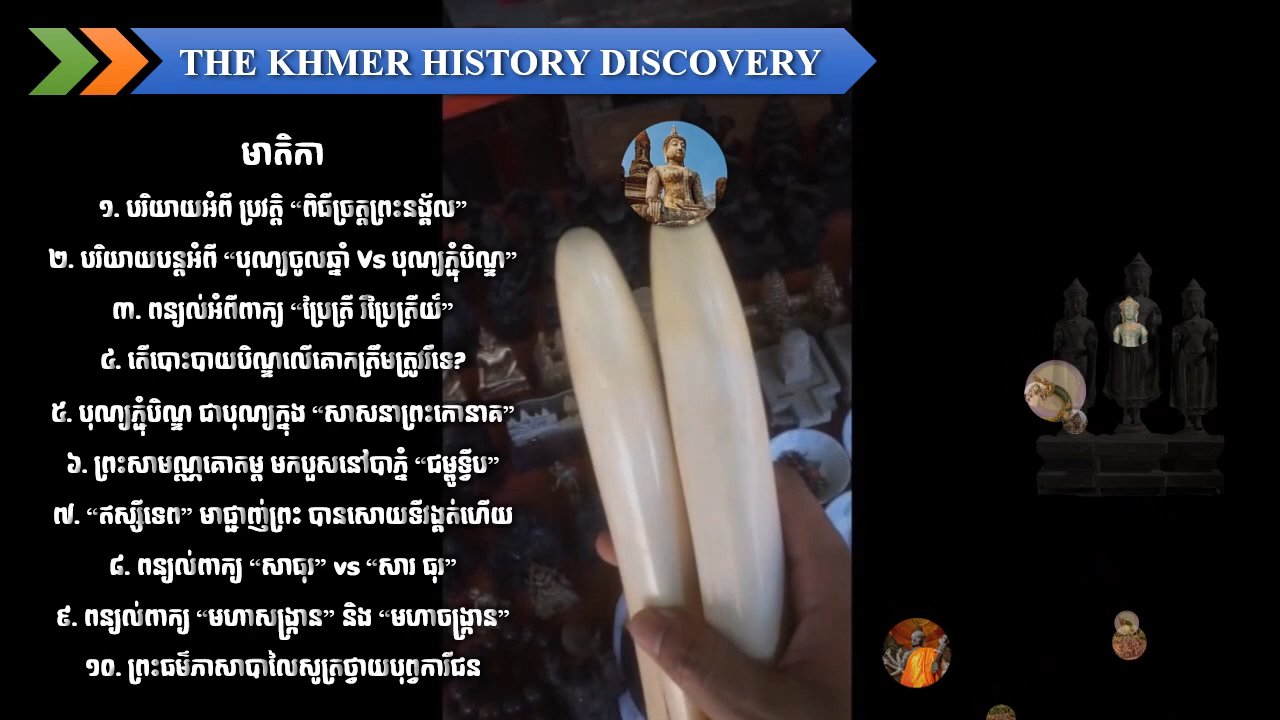 THE KHMER HISTORY DISCOVERY
មាតិកា
១. បរិយាយអំពី ប្រវត្តិ “ពិធីច្រត្តព្រះនង្គ័ល”
២. បរិយាយបន្តអំពី “បុណ្យចូលឆ្នាំ Vs បុណ្យភ្ជុំបិណ្ឌ”
៣. ពន្យល់អំពីពាក្យ “ប្រៃត្រី រឺប្រៃត្រីយ៍”
៤. តើបោះបាយបិណ្ឌលើគោកត្រឹមត្រូវរឺទេ?
៥. បុណ្យភ្ជុំបិណ្ឌ ជាបុណ្យក្នុង “សាសនាព្រះកោនាគ”
៦. ព្រះសាមណ្ណគោកម្ត មកបួសនៅបាភ្នំ “ជម្ពូទ្វីប”
៧. “ឥស្សីទេព” មាផ្ចាញ់ព្រះ បានសោយទីវង្គត់ហើយ
៨. ពន្យល់ពាក្យ “សាធុរ” vs “សារ ធុរ”
៩. ពន្យល់ពាក្យ “មហាសង្ក្រាន” និង “មហាចង្ក្រាន”
១០. ព្រះធម៌ភាសាបាលៃសូត្រថ្វាយបុព្វការីជន